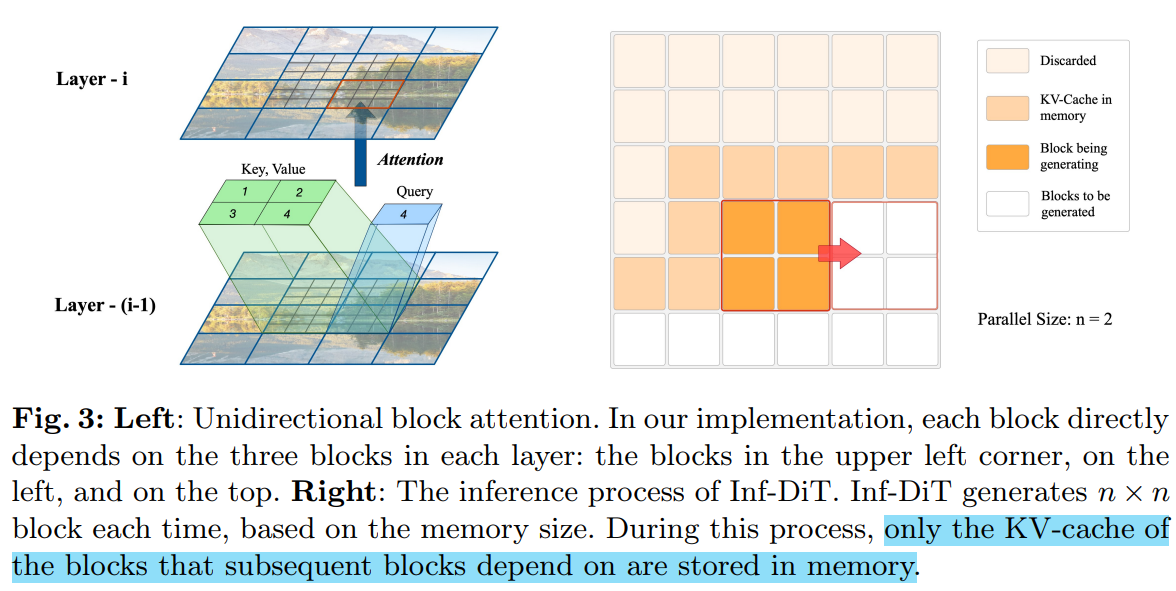 Layer - i
Attention
Key, Value
1 2
3 4
Query
4
Layer - (i-1)
Discarded
KV-Cache in
memory
Block being
generating
Blocks to be
generated
Parallel Size: n = 2
Fig. 3: Left: Unidirectional block attention. In our implementation, each block directly
depends on the three blocks in each layer: the blocks in the upper left corner, on the
left, and on the top. Right: The inference process of Inf-DiT. Inf-DiT generates n × n
block each time, based on the memory size. During this process, only the KV-cache of
the blocks that subsequent blocks depend on are stored in memory.